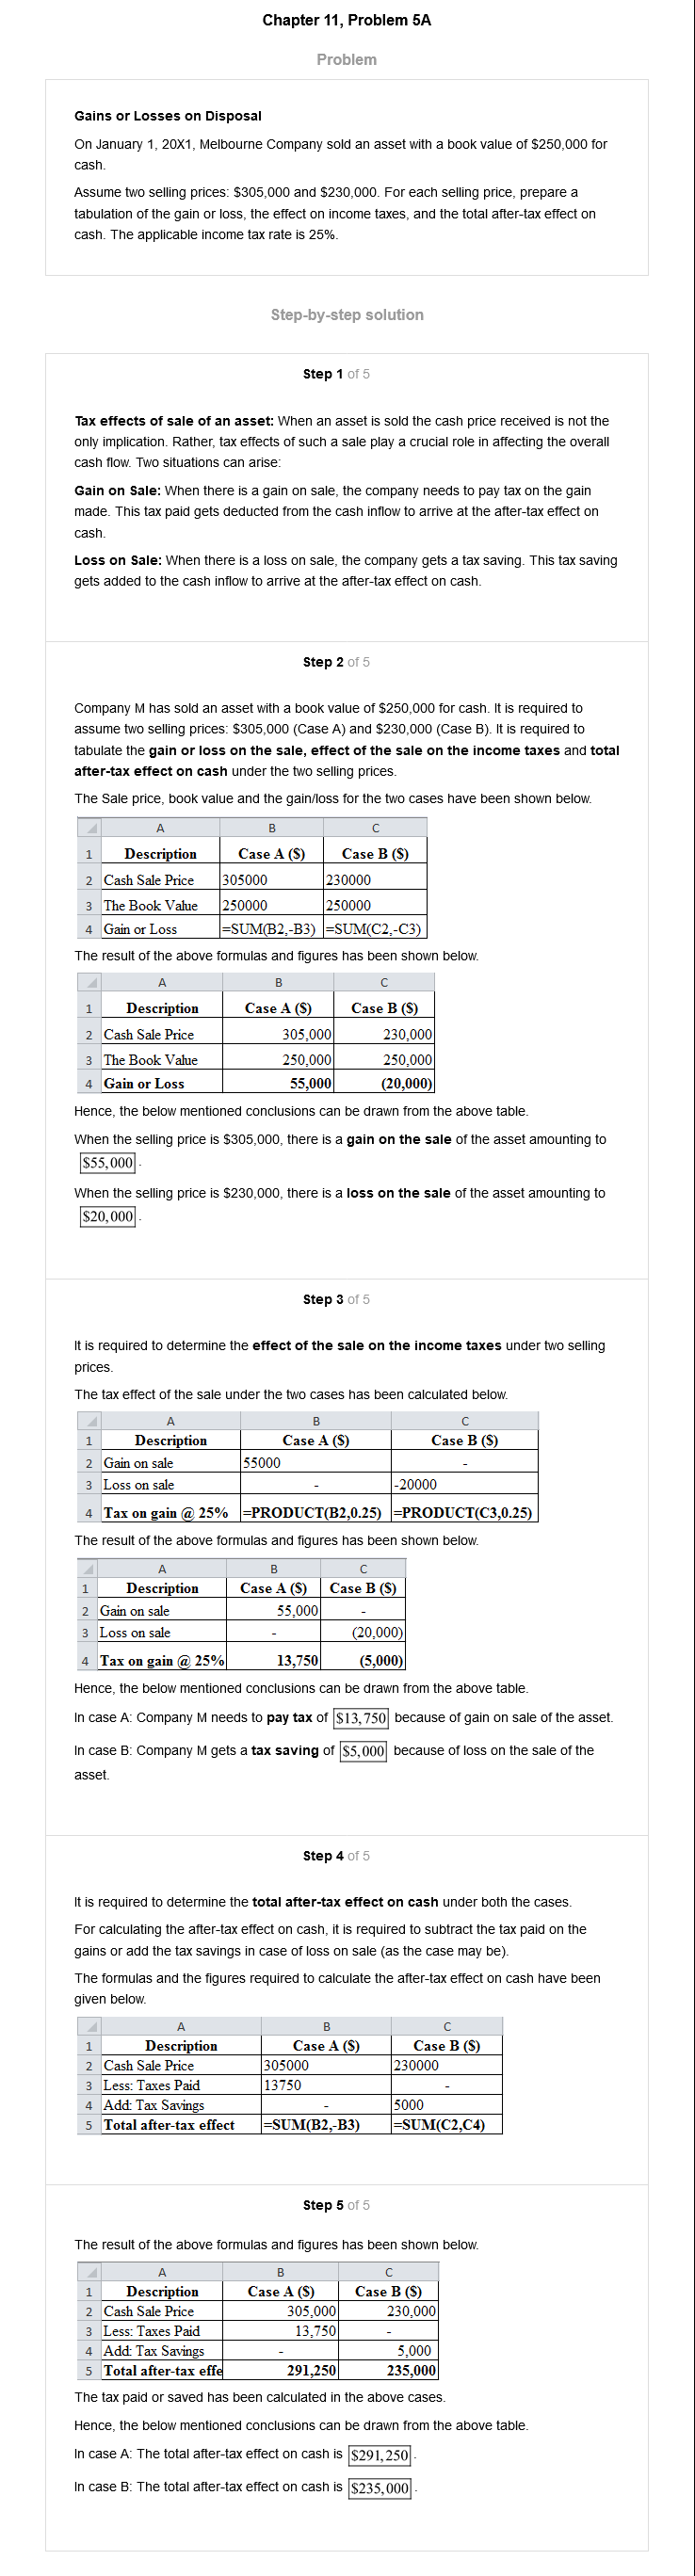 Chapter 11, Problem 5A
Problem
Gains or Losses on Disposal
On January 1, 20X1, Melbourne Company sold an asset with a book value of $250,000 for
cash.
Assume two selling prices: $305,000 and $230,000. For each selling price, prepare a
tabulation of the gain or loss, the effect on income taxes, and the total after-tax effect on
cash. The applicable income tax rate is 25%.
Step-by-step solution
Step 1 of 5
Tax effects of sale of an asset: When an asset is sold the cash price received is not the
only implication. Rather, tax effects of such a sale play a crucial role in affecting the overall
cash flow. Two situations can arise:
Gain on Sale: When there is a gain on sale, the company needs to pay tax on the gain
made. This tax paid gets deducted from the cash inflow to arrive at the after-tax effect on
cash.
Loss on Sale: When there is a loss on sale, the company gets a tax saving. This tax saving
gets added to the cash inflow to arrive at the after-tax effect on cash.
Step 2 of 5
Company M has sold an asset with a book value of $250,000 for cash. It is required to
assume two selling prices: $305,000 (Case A) and $230,000 (Case B). It is required to
tabulate the gain or loss on the sale, effect of the sale on the income taxes and total
after-tax effect on cash under the two selling prices.
The Sale price, book value and the gain/loss for the two cases have been shown below.
A B C
1 Description Case A ($) Case B ($)
2 Cash Sale Price 305000 230000
3 The Book Value 250000 250000
4 Gain or Loss =SUM(B2,-B3) =SUM(C2,-C3)
The result of the above formulas and figures has been shown below.
A B C
1 Description Case A ($) Case B ($)
2 Cash Sale Price 305,000 230,000
3 The Book Value 250,000 250,000
4 Gain or Loss 55,000 (20,000)
Hence, the below mentioned conclusions can be drawn from the above table.
When the selling price is $305,000, there is a gain on the sale of the asset amounting to
$55,000 .
When the selling price is $230,000, there is a loss on the sale of the asset amounting to
$20,000 .
Step 3 of 5
It is required to determine the effect of the sale on the income taxes under two selling
prices.
The tax effect of the sale under the two cases has been calculated below.
A B C
1 Description Case A ($) Case B ($)
2 Gain on sale 55000 -
3 Loss on sale - -20000
4 Tax on gain @ 25% =PRODUCT(B2,0.25) =PRODUCT(C3,0.25)
The result of the above formulas and figures has been shown below.
A B C
1 Description Case A ($) Case B ($)
2 Gain on sale 55,000 -
3 Loss on sale - (20,000)
4 Tax on gain @ 25% 13,750 (5,000)
Hence, the below mentioned conclusions can be drawn from the above table.
In case A: Company M needs to pay tax of $13,750 because of gain on sale of the asset.
In case B: Company M gets a tax saving of $5,000 because of loss on the sale of the
asset.
Step 4 of 5
It is required to determine the total after-tax effect on cash under both the cases.
For calculating the after-tax effect on cash, it is required to subtract the tax paid on the
gains or add the tax savings in case of loss on sale (as the case may be).
The formulas and the figures required to calculate the after-tax effect on cash have been
given below.
A B C
1 Description Case A ($) Case B ($)
2 Cash Sale Price 305000 230000
3 Less: Taxes Paid 13750 -
4 Add: Tax Savings - 5000
5 Total after-tax effect =SUM(B2,-B3) =SUM(C2,C4)
Step 5 of 5
The result of the above formulas and figures has been shown below.
A B C
1 Description Case A ($) Case B ($)
2 Cash Sale Price 305,000 230,000
3 Less: Taxes Paid 13,750 -
4 Add: Tax Savings - 5,000
5 Total after-tax effe 291,250 235,000
The tax paid or saved has been calculated in the above cases.
Hence, the below mentioned conclusions can be drawn from the above table.
In case A: The total after-tax effect on cash is $291,250 .
In case B: The total after-tax effect on cash is $235,000 .